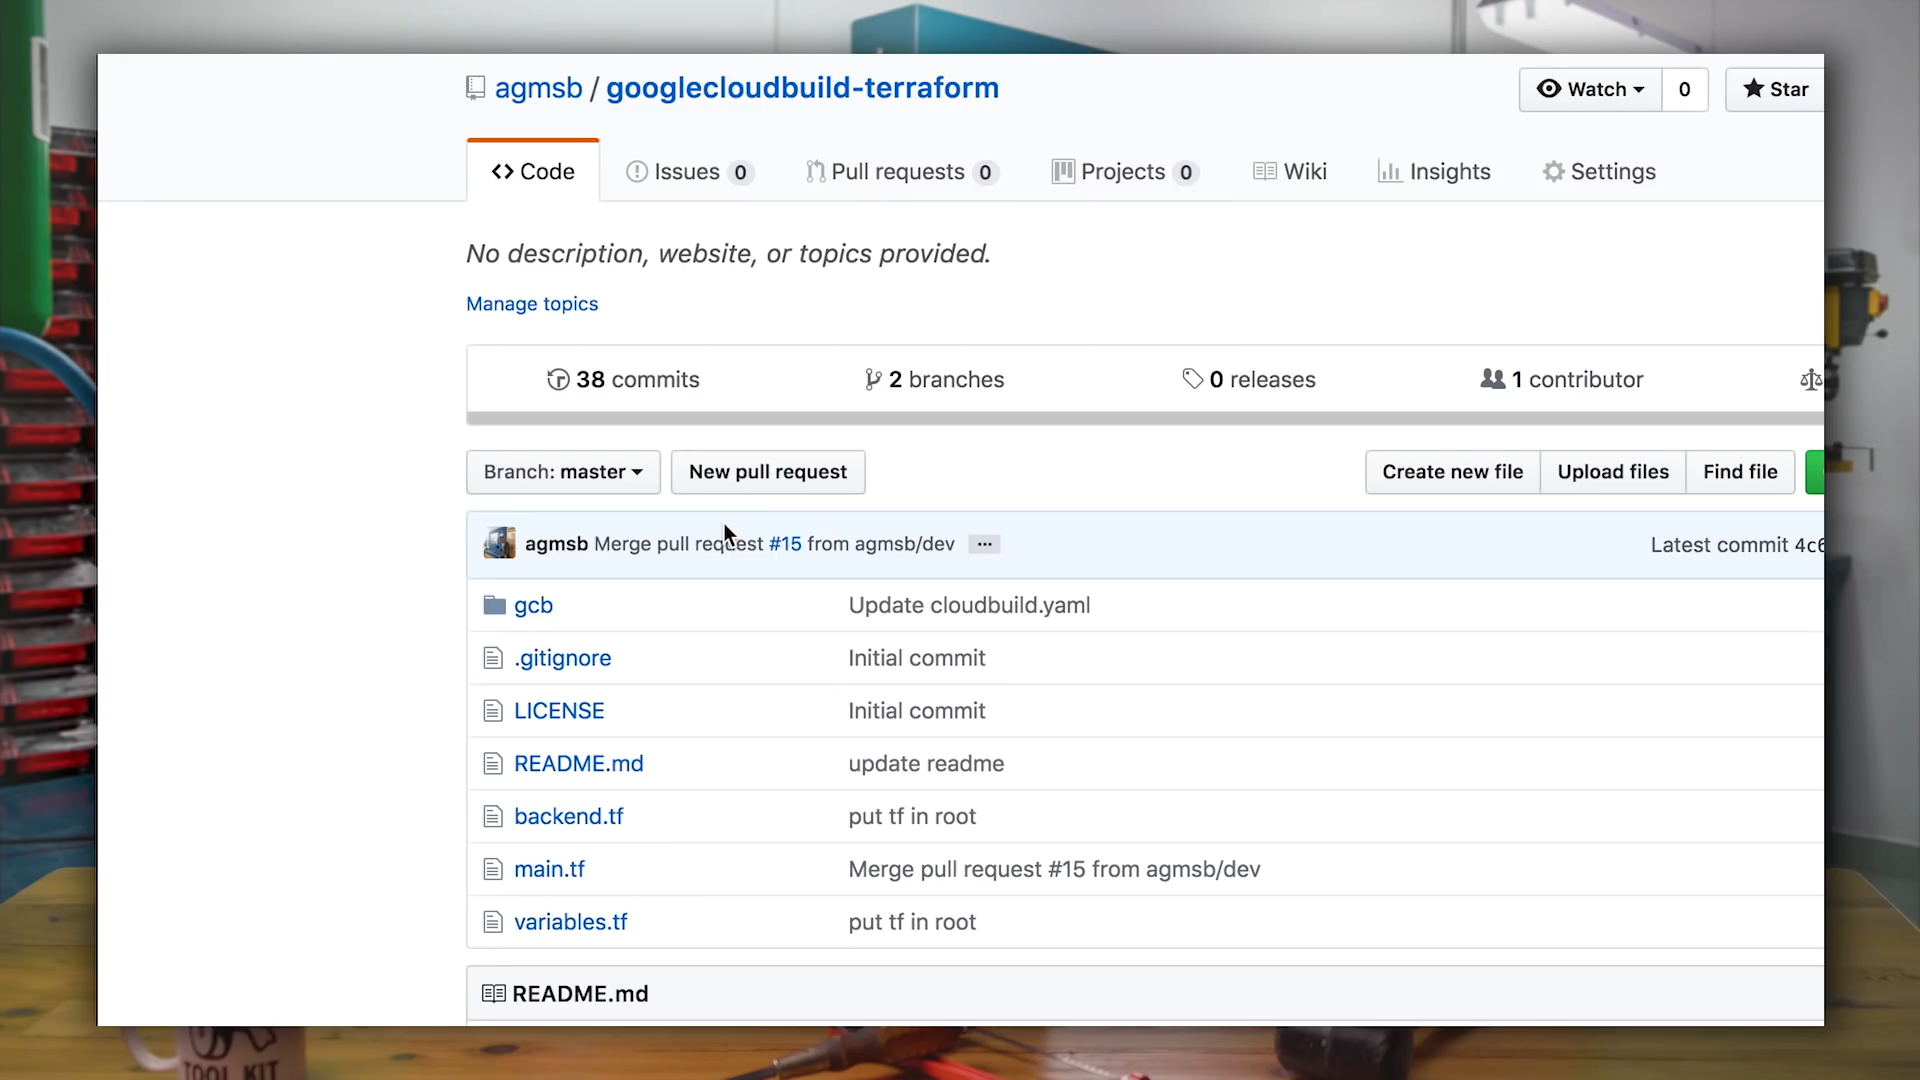 agmsb / googlecloudbuild-terraform
Watch 0 Star
Code Issues 0 Pull requests 0 Projects 0 Wiki Insights Settings
No description, website, or topics provided.
Manage topics
38 commits 2 branches 0 releases 1 contributor
Branch: master New pull request Create new file Upload files Find file
agmsb Merge pull request #15 from agmsb/dev ... Latest commit 4c6
gcb Update cloudbuild.yaml
.gitignore Initial commit
LICENSE Initial commit
README.md update readme
backend.tf put tf in root
main.tf Merge pull request #15 from agmsb/dev
variables.tf put tf in root
README.md
TOOL KIT